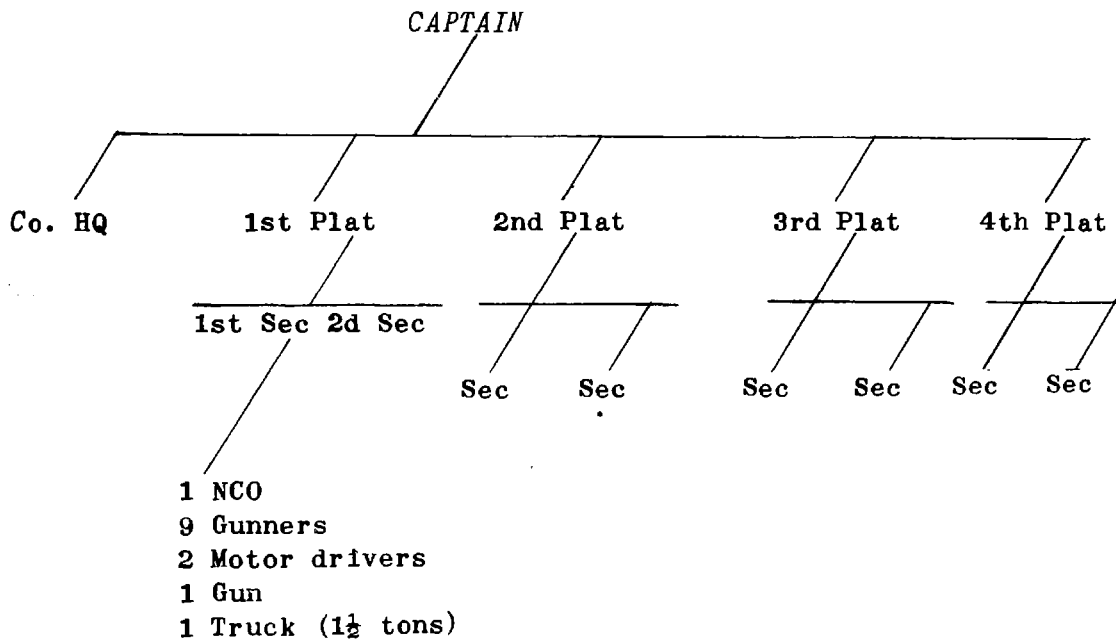 CAPTAIN
Co. HQ 1st Plat 2nd Plat 3rd Plat 4th Plat
1st Sec 2d Sec
Sec Sec Sec Sec Sec Sec
1 NCO
9 Gunners
2 Motor drivers
1 Gun
1 Truck (1½ tons)